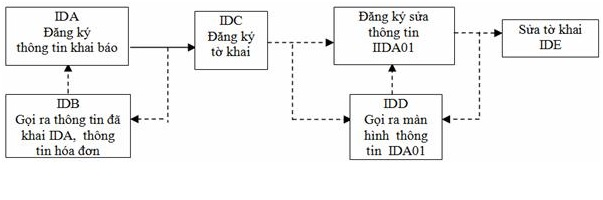 IDA
Đăng ký
thông tin khai báo
IDB
Gọi ra thông tin đã
khai IDA, thông
tin hóa đơn
IDC
Đăng ký
tờ khai
Đăng ký sửa
thông tin
IIDA01
IDD
Gọi ra màn
hình thông
tin IDA01
Sửa tờ khai
IDE